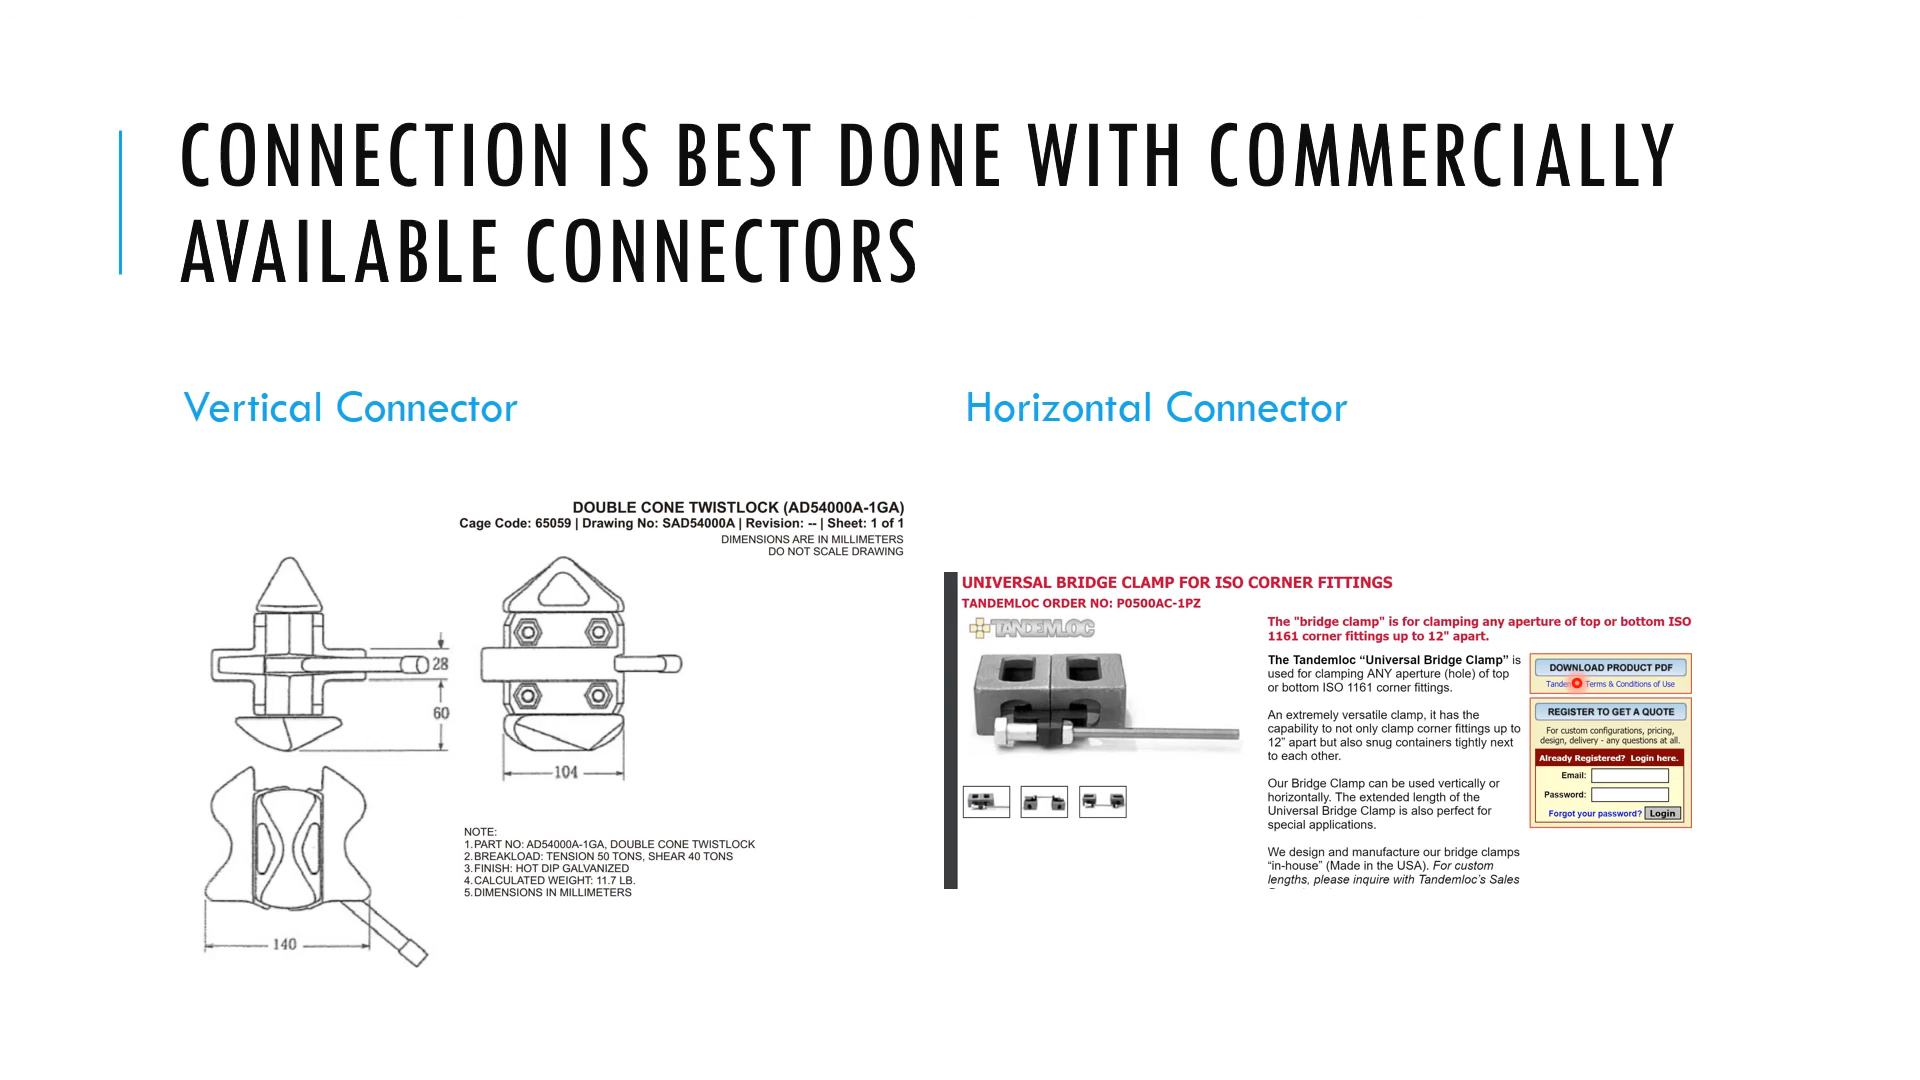 CONNECTION IS BEST DONE WITH COMMERCIALLY
AVAILABLE CONNECTORS
Vertical Connector
DOUBLE CONE TWISTLOCK (AD54000A-1GA)
Cage Code: 65059 | Drawing No: SAD54000A | Revision: -- | Sheet: 1 of 1
DIMENSIONS ARE IN MILLIMETERS
DO NOT SCALE DRAWING
28
60
104
140
NOTE:
1.PART NO: AD54000A-1GA, DOUBLE CONE TWISTLOCK
2.BREAKLOAD: TENSION 50 TONS, SHEAR 40 TONS
3.FINISH: HOT DIP GALVANIZED
4.CALCULATED WEIGHT: 11.7 LB.
5.DIMENSIONS IN MILLIMETERS
Horizontal Connector
UNIVERSAL BRIDGE CLAMP FOR ISO CORNER FITTINGS
TANDEMLOC ORDER NO: P0500AC-1PZ
TANDEMLOC
The "bridge clamp" is for clamping any aperture of top or bottom ISO
1161 corner fittings up to 12" apart.
The Tandemloc “Universal Bridge Clamp” is
used for clamping ANY aperture (hole) of top
or bottom ISO 1161 corner fittings.
An extremely versatile clamp, it has the
capability to not only clamp corner fittings up to
12” apart but also snug containers tightly next
to each other.
Our Bridge Clamp can be used vertically or
horizontally. The extended length of the
Universal Bridge Clamp is also perfect for
special applications.
We design and manufacture our bridge clamps
“in-house” (Made in the USA). For custom
lengths, please inquire with Tandemloc’s Sales
DOWNLOAD PRODUCT PDF
Terms & Conditions of Use
REGISTER TO GET A QUOTE
For custom configurations, pricing,
design, delivery - any questions at all.
Already Registered? Login here.
Email:
Password:
Forgot your password? Login